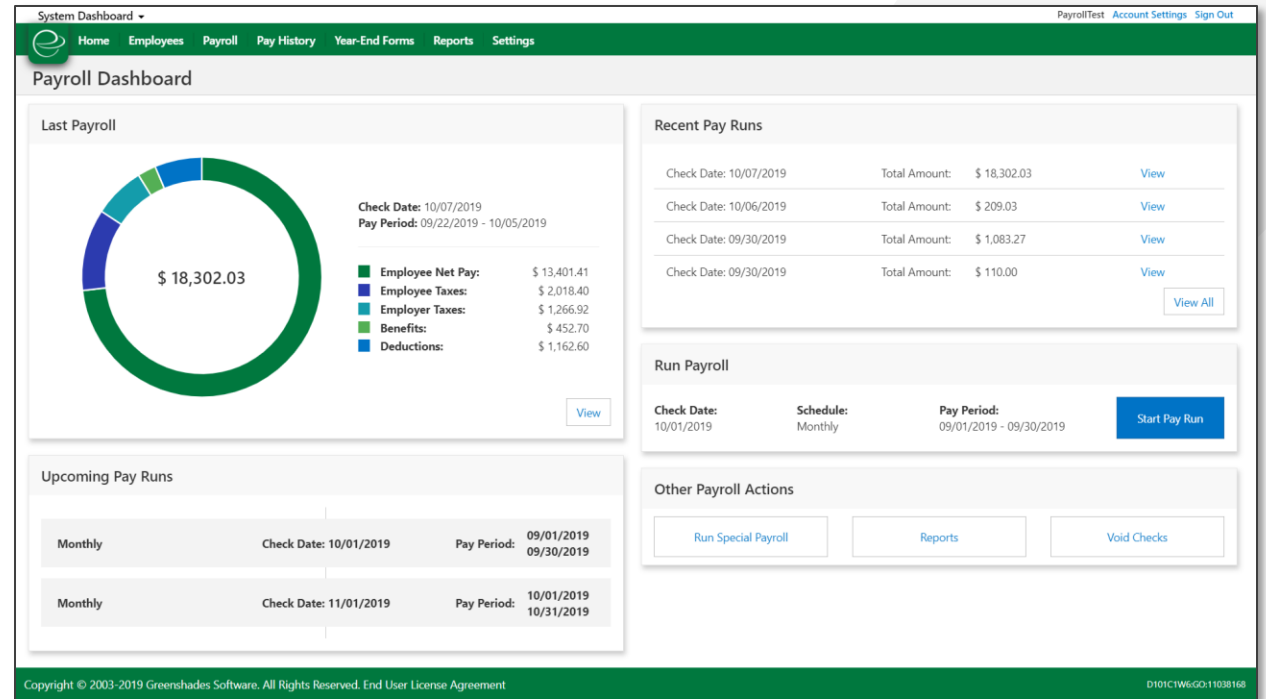 System Dashboard
PayrollTest Account Settings Sign Out
Home Employees Payroll Pay History Year-End Forms Reports Settings
Payroll Dashboard
Last Payroll
$ 18,302.03
Check Date: 10/07/2019
Pay Period: 09/22/2019 - 10/05/2019
Employee Net Pay: $ 13,401.41
Employee Taxes: $ 2,018.40
Employer Taxes: $ 1,266.92
Benefits: $ 452.70
Deductions: $ 1,162.60
View
Upcoming Pay Runs
Monthly Check Date: 10/01/2019 Pay Period: 09/01/2019
09/30/2019
Monthly Check Date: 11/01/2019 Pay Period: 10/01/2019
10/31/2019
Recent Pay Runs
Check Date: 10/07/2019 Total Amount: $ 18,302.03 View
Check Date: 10/06/2019 Total Amount: $ 209.03 View
Check Date: 09/30/2019 Total Amount: $ 1,083.27 View
Check Date: 09/30/2019 Total Amount: $ 110.00 View
View All
Run Payroll
Check Date: Schedule: Pay Period:
10/01/2019 Monthly 09/01/2019 - 09/30/2019
Start Pay Run
Other Payroll Actions
Run Special Payroll Reports Void Checks
Copyright © 2003-2019 Greenshades Software. All Rights Reserved. End User License Agreement
D101C1W6:GO:11038168